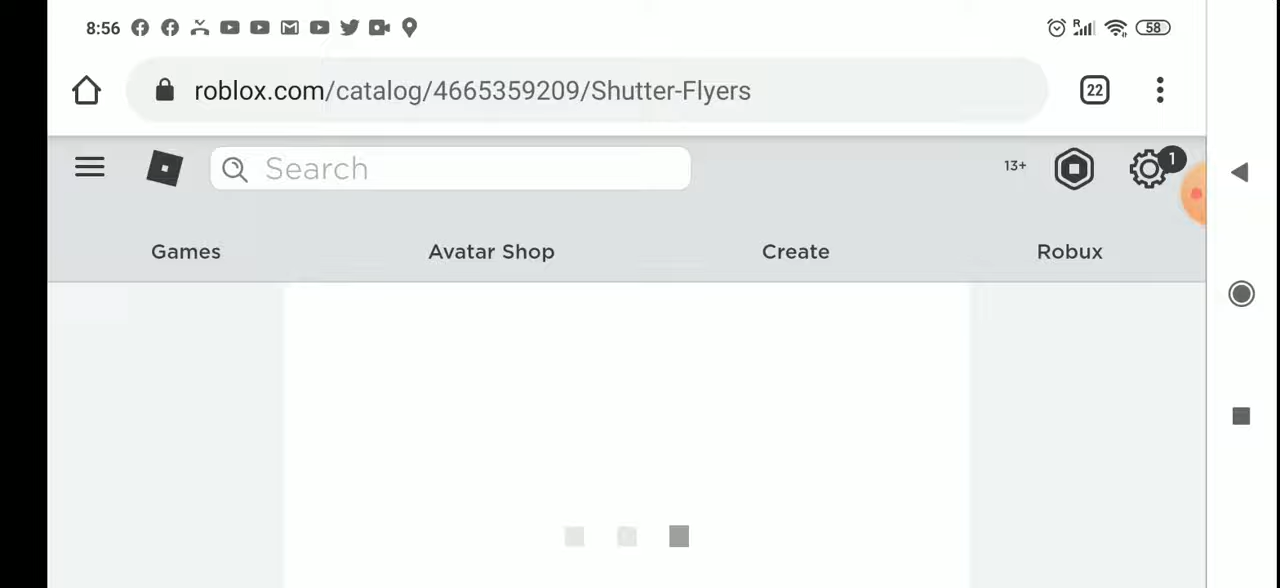 8:56
R
58
roblox.com/catalog/4665359209/Shutter-Flyers
22
Search
13+
1
Games
Avatar Shop
Create
Robux